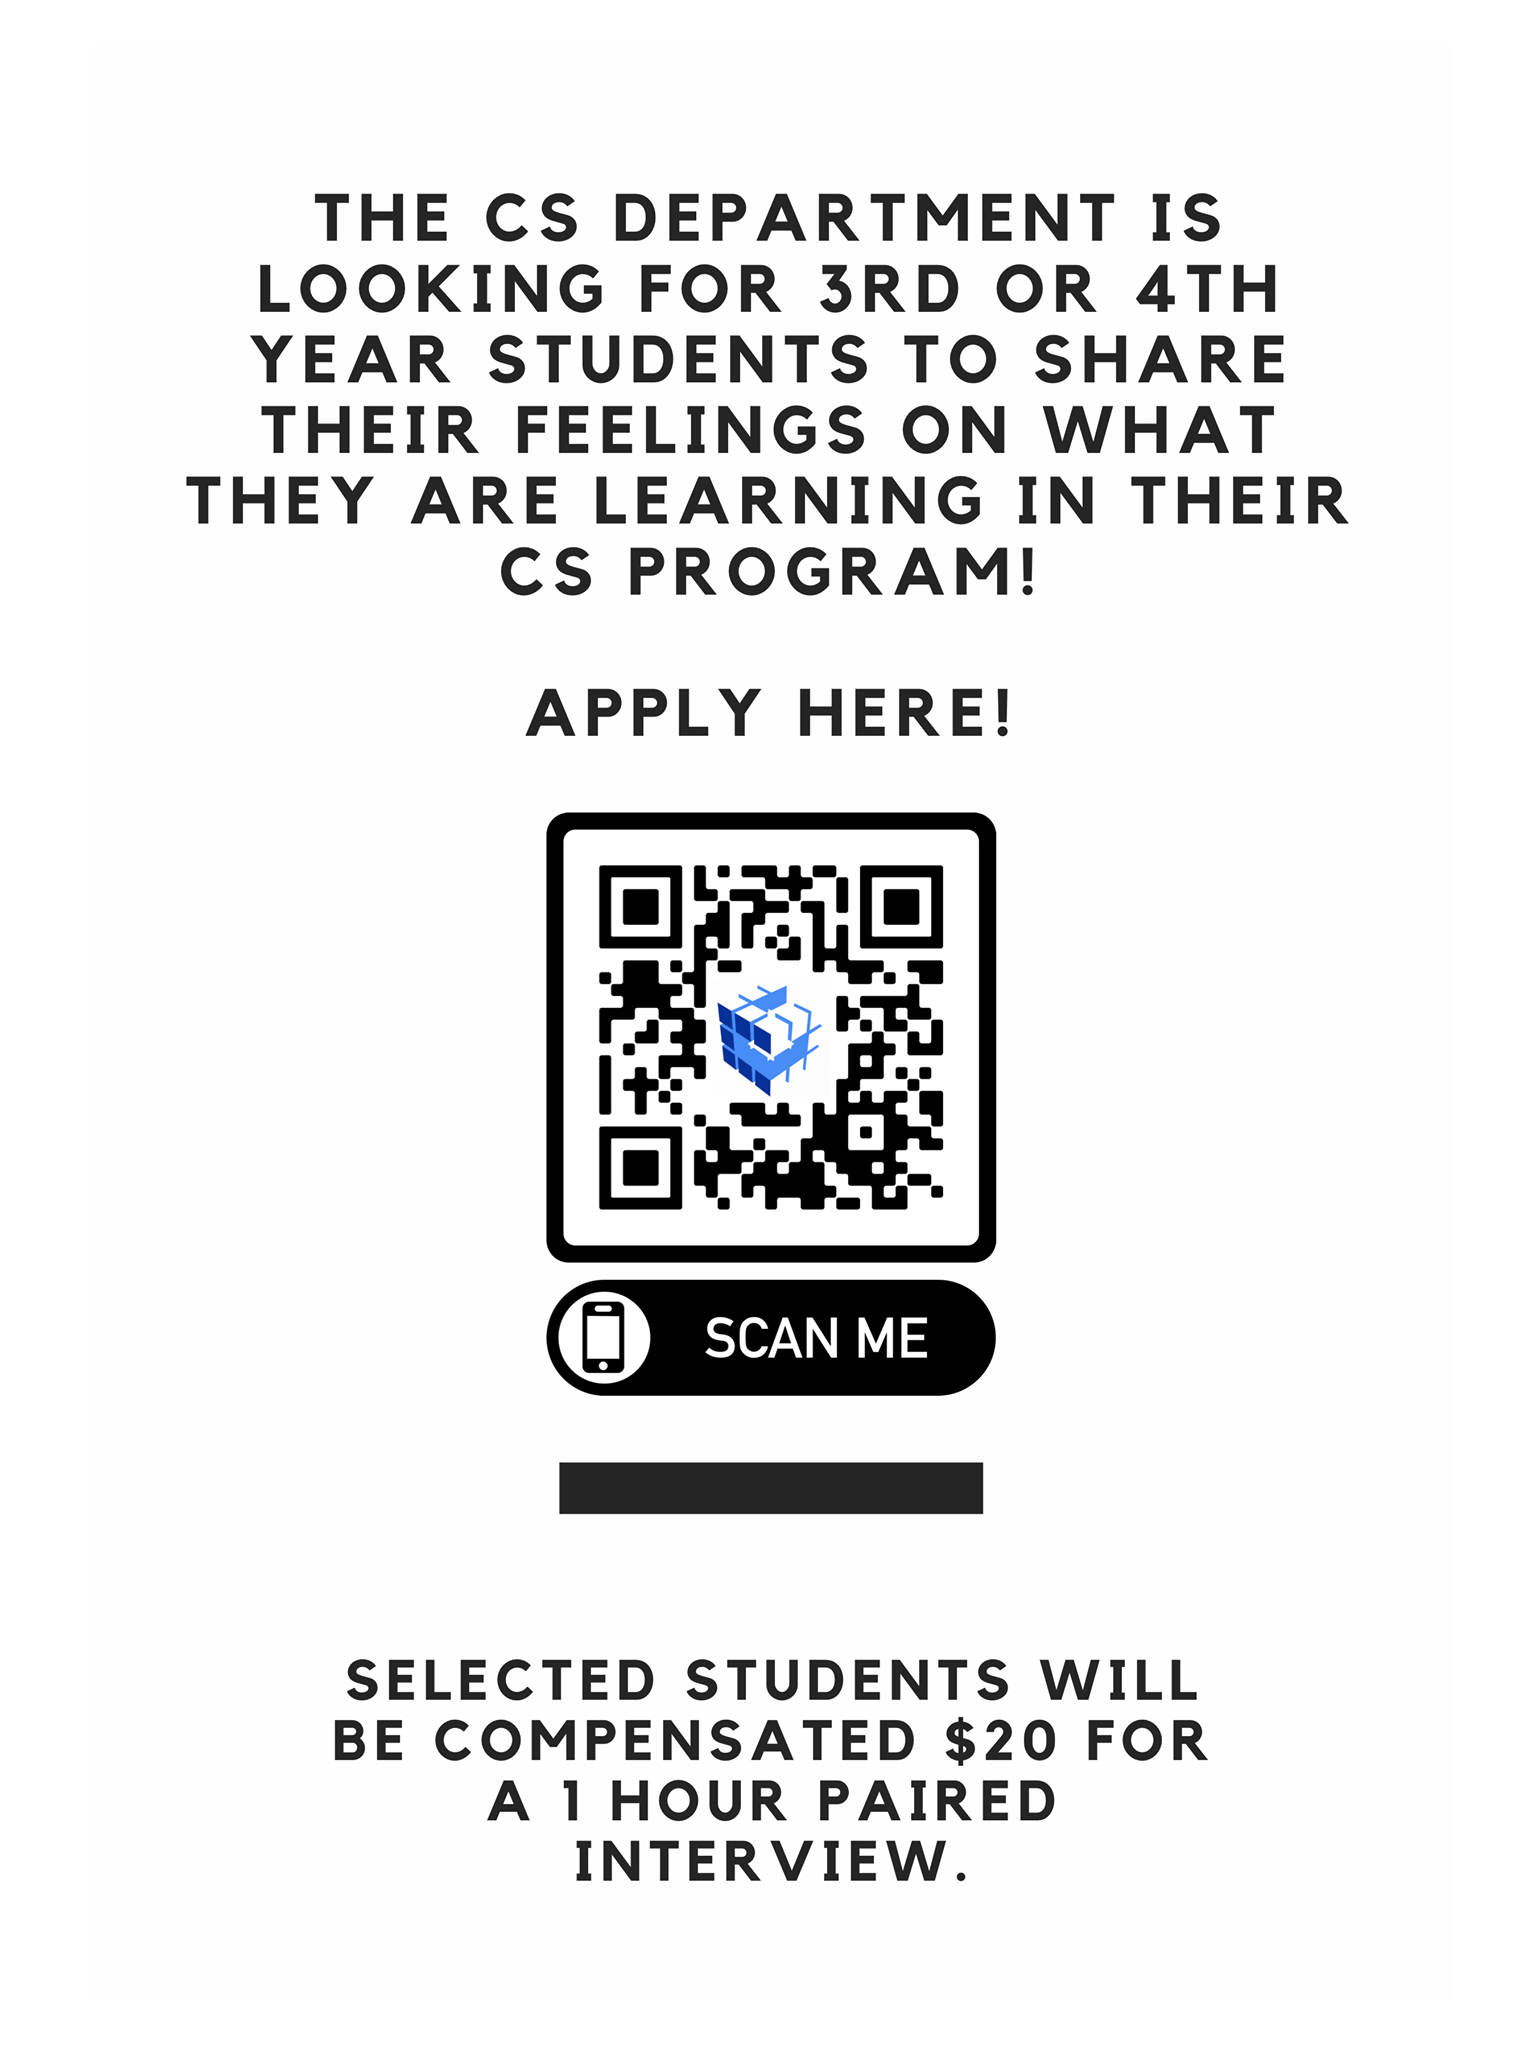 THE CS DEPARTMENT IS
LOOKING FOR 3RD OR 4TH
YEAR STUDENTS TO SHARE
THEIR FEELINGS ON WHAT
THEY ARE LEARNING IN THEIR
CS PROGRAM!
APPLY HERE!
SCAN ME
SELECTED STUDENTS WILL
BE COMPENSATED $20 FOR
A 1 HOUR PAIRED
INTERVIEW.